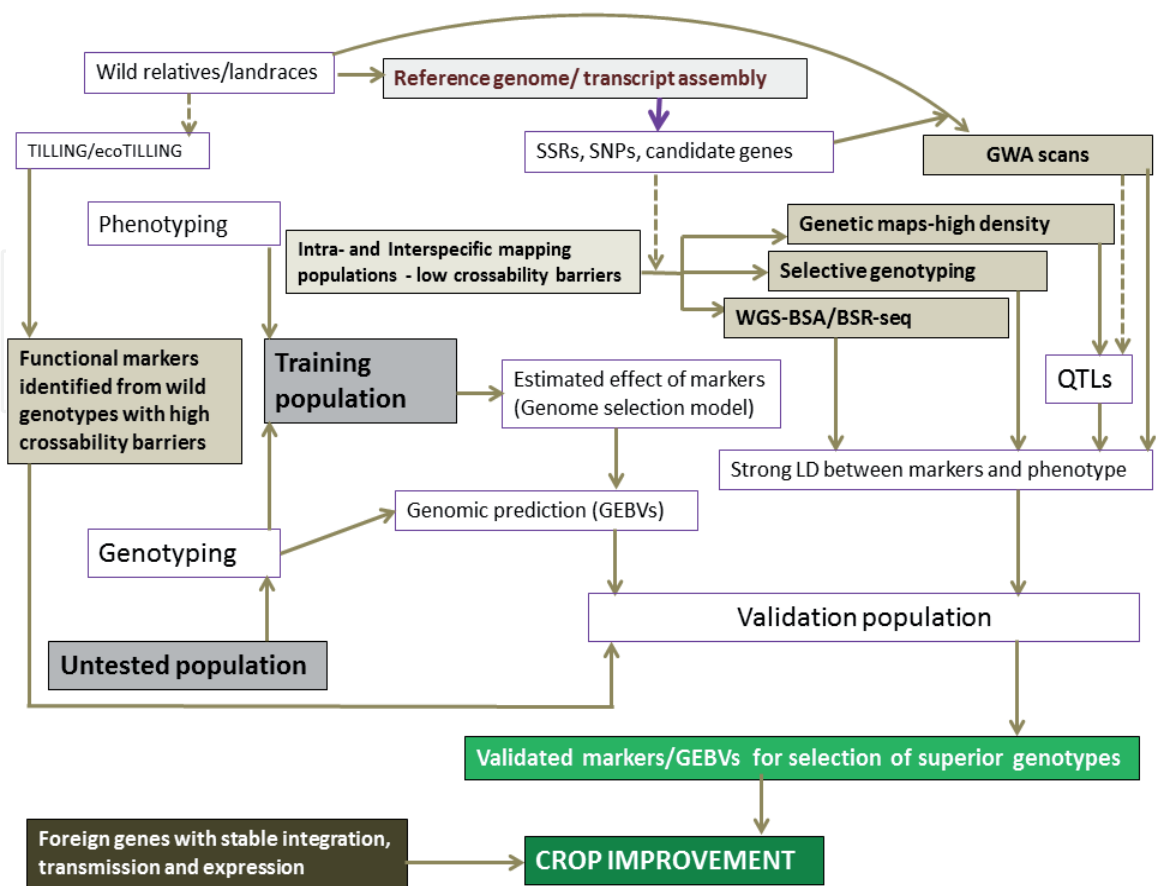 Wild relatives/landraces
Reference genome/ transcript assembly
TILLING/ecoTILLING
SSRs, SNPs, candidate genes
GWA scans
Phenotyping
Intra- and Interspecific mapping
populations - low crossability barriers
Genetic maps-high density
Selective genotyping
WGS-BSA/BSR-seq
Functional markers
identified from wild
genotypes with high
crossability barriers
Training
population
Estimated effect of markers
(Genome selection model)
QTLs
Strong LD between markers and phenotype
Genomic prediction (GEBVs)
Genotyping
Validation population
Untested population
Validated markers/GEBVs for selection of superior genotypes
Foreign genes with stable integration,
transmission and expression
CROP IMPROVEMENT